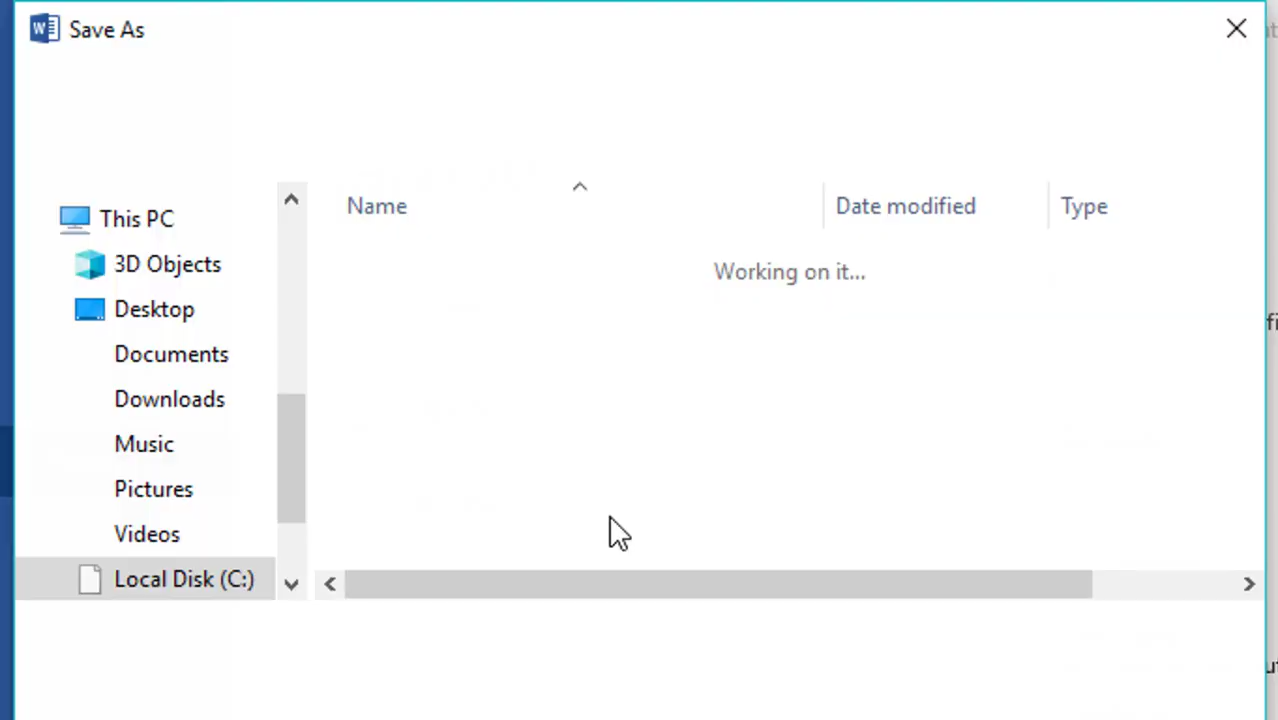 Save As
Name
Date modified
Type
Working on it...
This PC
3D Objects
Desktop
Documents
Downloads
Music
Pictures
Videos
Local Disk (C:)